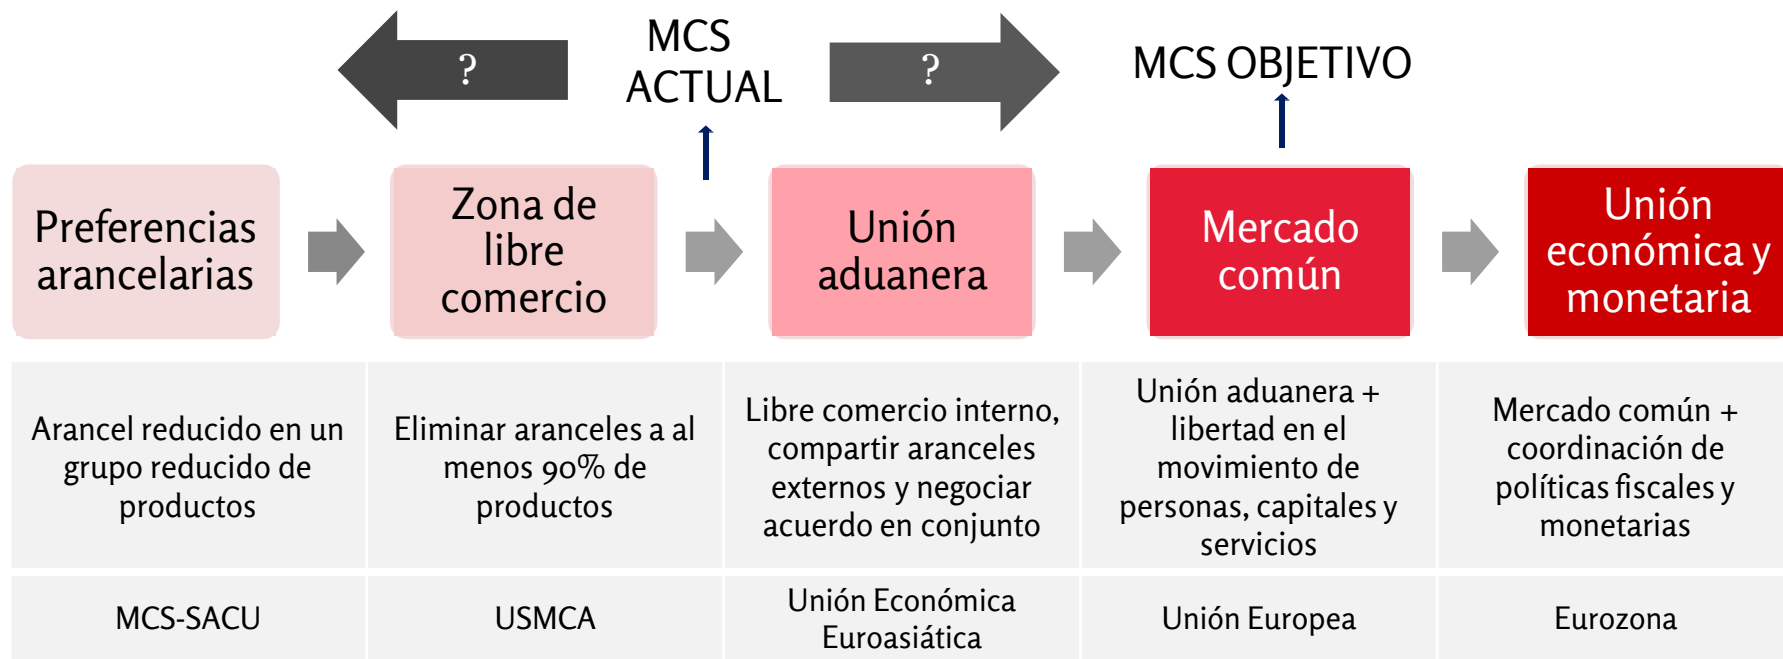 ?
MCS
ACTUAL
?
MCS OBJETIVO
Preferencias
arancelarias
Zona de
libre
comercio
Unión
aduanera
Mercado
común
Unión
económica y
monetaria
Arancel reducido en un
grupo reducido de
productos
Eliminar aranceles a al
menos 90% de
productos
Libre comercio interno,
compartir aranceles
externos y negociar
acuerdo en conjunto
Unión aduanera +
libertad en el
movimiento de
personas, capitales y
servicios
Mercado común +
coordinación de
políticas fiscales y
monetarias
MCS-SACU
USMCA
Unión Económica
Euroasiática
Unión Europea
Eurozona